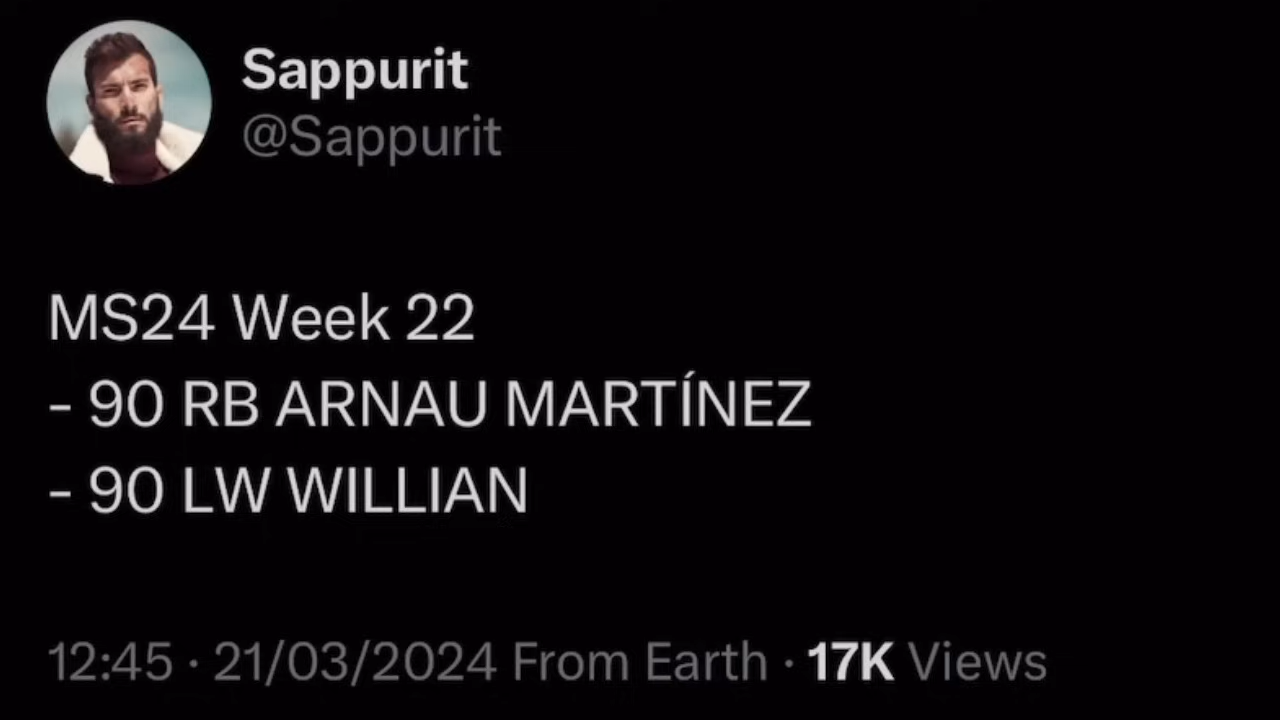 Sappurit
@Sappurit
MS24 Week 22
- 90 RB ARNAU MARTÍNEZ
- 90 LW WILLIAN
12:45 · 21/03/2024 From Earth · 17K Views